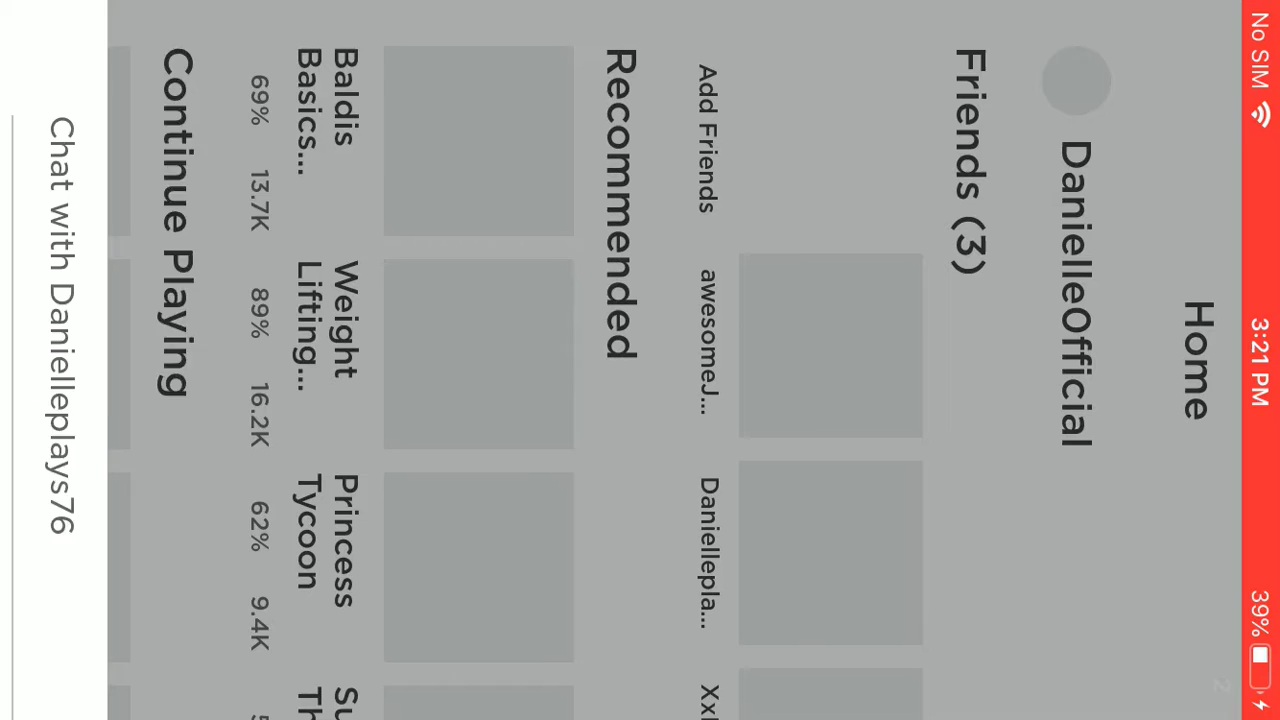 No SIM 3:21 PM 39%
Home
2
DanielleOfficial
Friends (3)
Add Friends awesomeJ... Daniellepla...
Recommended
Baldis Basics...
69% 13.7K
Weight Lifting...
89% 16.2K
Princess Tycoon
62% 9.4K
Continue Playing
Chat with Danielleplays76